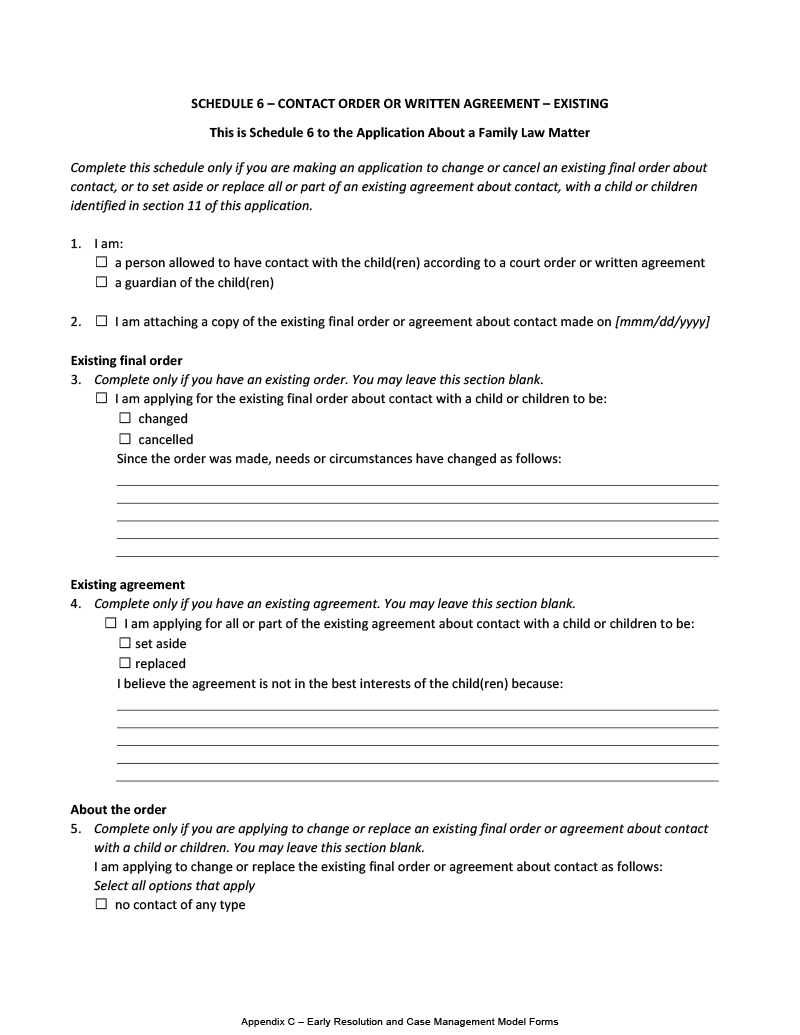 SCHEDULE 6 – CONTACT ORDER OR WRITTEN AGREEMENT – EXISTING
This is Schedule 6 to the Application About a Family Law Matter
Complete this schedule only if you are making an application to change or cancel an existing final order about
contact, or to set aside or replace all or part of an existing agreement about contact, with a child or children
identified in section 11 of this application.
1. I am:
☐ a person allowed to have contact with the child(ren) according to a court order or written agreement
☐ a guardian of the child(ren)
2. ☐ I am attaching a copy of the existing final order or agreement about contact made on [mmm/dd/yyyy]
Existing final order
3. Complete only if you have an existing order. You may leave this section blank.
☐ I am applying for the existing final order about contact with a child or children to be:
☐ changed
☐ cancelled
Since the order was made, needs or circumstances have changed as follows:
Existing agreement
4. Complete only if you have an existing agreement. You may leave this section blank.
☐ I am applying for all or part of the existing agreement about contact with a child or children to be:
☐ set aside
☐ replaced
I believe the agreement is not in the best interests of the child(ren) because:
About the order
5. Complete only if you are applying to change or replace an existing final order or agreement about contact
with a child or children. You may leave this section blank.
I am applying to change or replace the existing final order or agreement about contact as follows:
Select all options that apply
☐ no contact of any type
Appendix C – Early Resolution and Case Management Model Forms